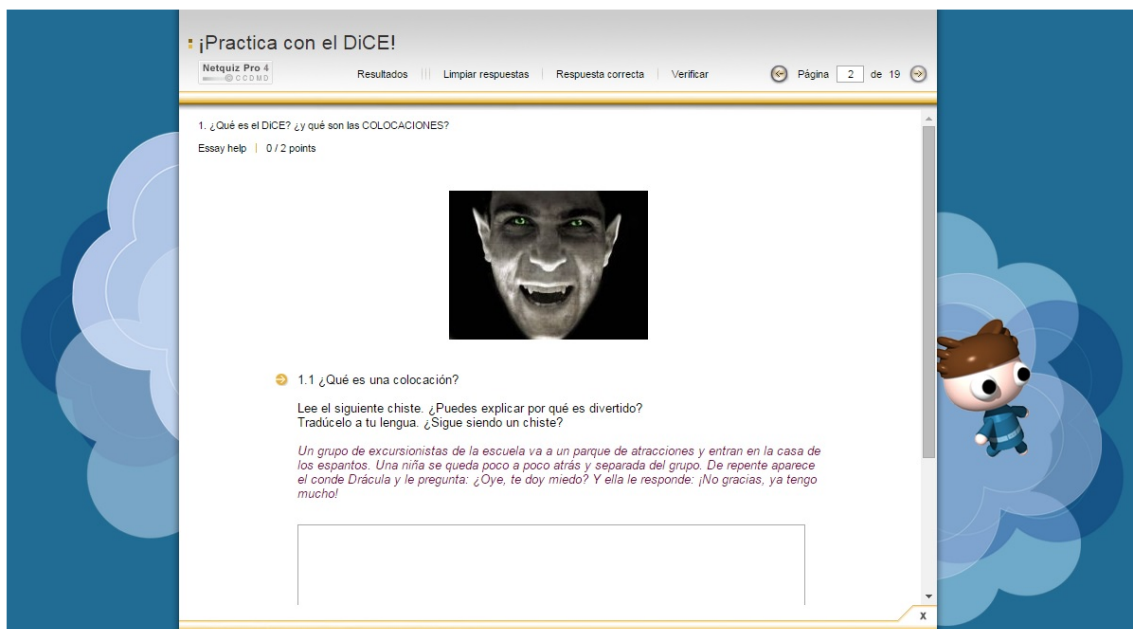 ¡Practica con el DiCE!
Netquiz Pro 4
CCDMD
Resultados Limpiar respuestas Respuesta correcta Verificar Página 2 de 19
1. ¿Qué es el DiCE? ¿y qué son las COLOCACIONES?
Essay help | 0 / 2 points
1.1 ¿Qué es una colocación?
Lee el siguiente chiste. ¿Puedes explicar por qué es divertido?
Tradúcelo a tu lengua. ¿Sigue siendo un chiste?
Un grupo de excursionistas de la escuela va a un parque de atracciones y entran en la casa de
los espantos. Una niña se queda poco a poco atrás y separada del grupo. De repente aparece
el conde Drácula y le pregunta: ¿Oye, te doy miedo? Y ella le responde: ¡No gracias, ya tengo
mucho!
x